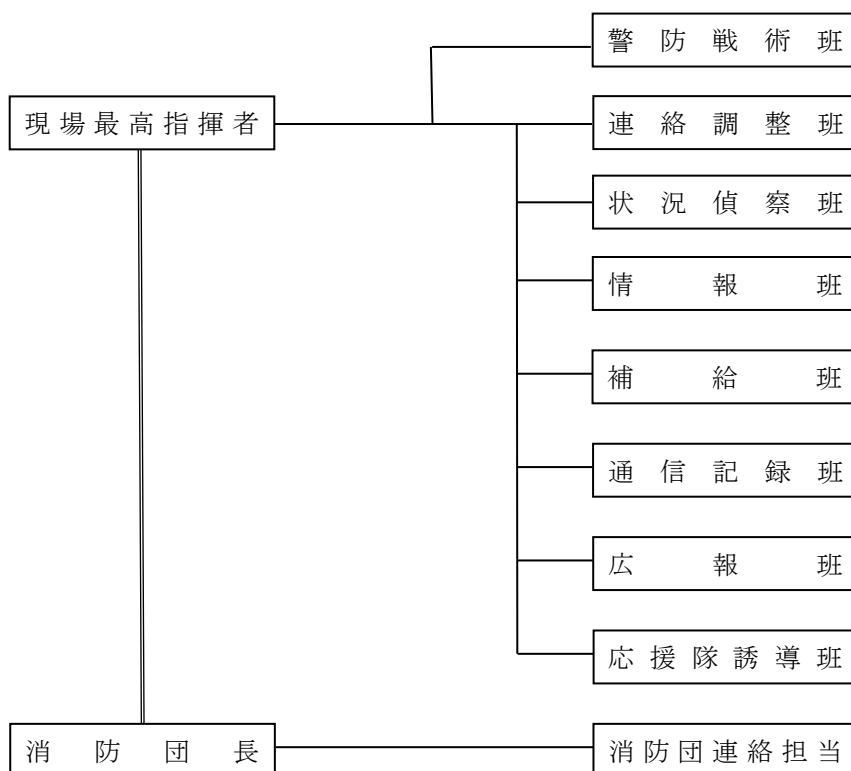 警防戦術班
現場最高指揮者
連絡調整班
状況偵察班
情報班
補給班
通信記録班
広報班
応援隊誘導班
消防団長
消防団連絡担当